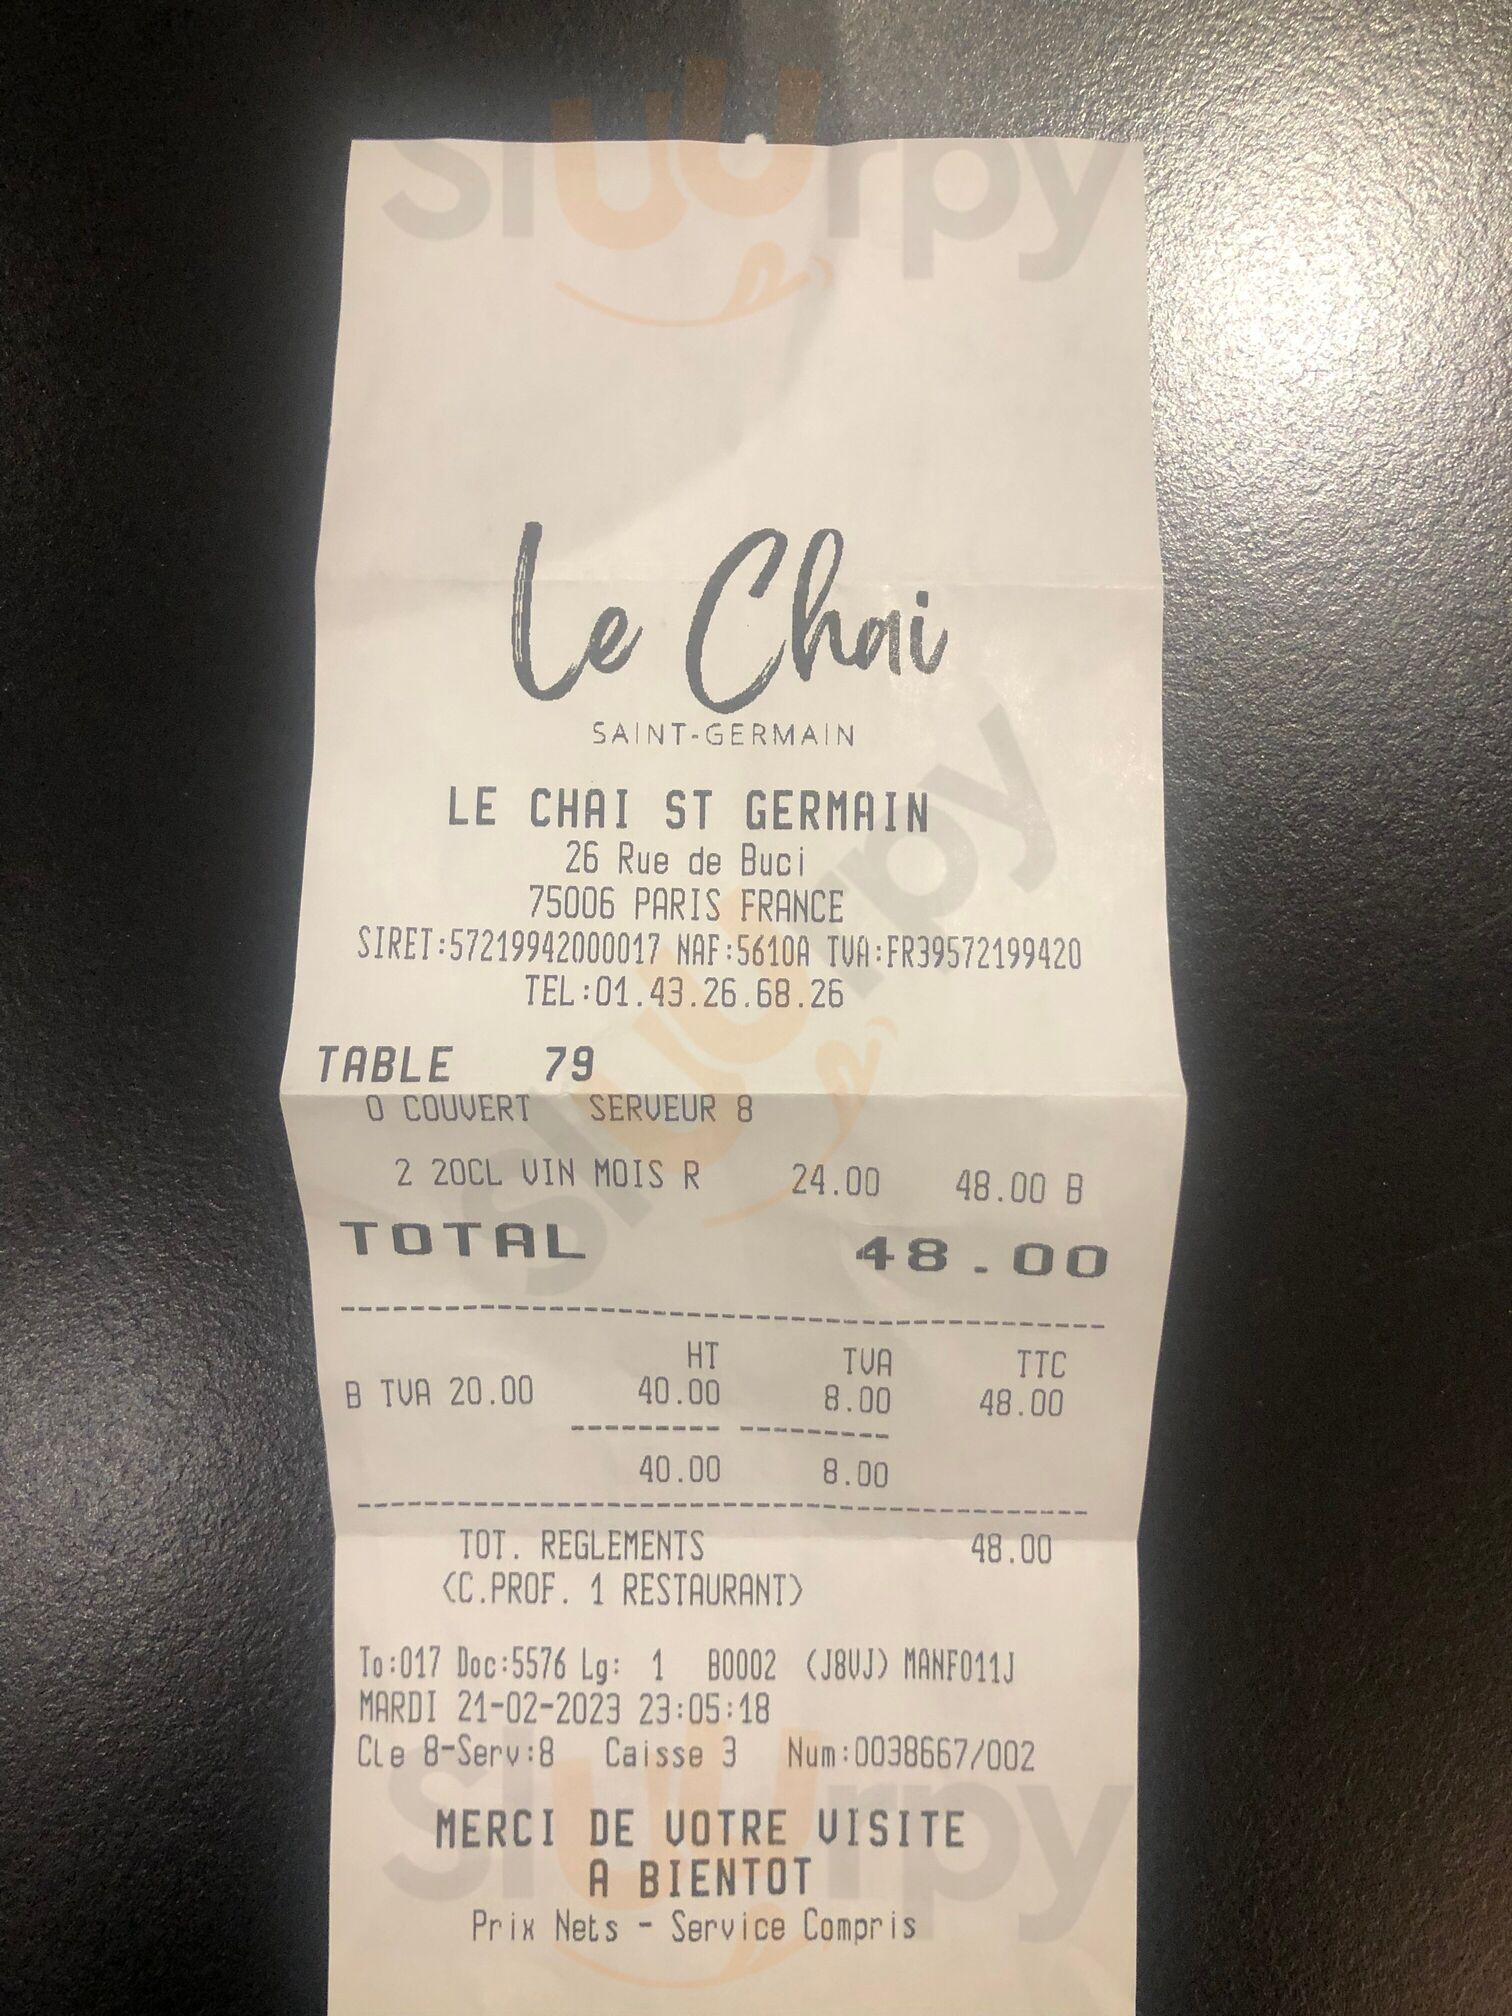 sluurpy
Le Chai
SAINT-GERMAIN
LE CHAI ST GERMAIN
26 Rue de Buci
75006 PARIS FRANCE
SIRET:57219942000017 NAF:5610A TVA:FR39572199420
TEL:01.43.26.68.26
sluurpy
TABLE 79
0 COUVERT SERVEUR 8
2 20CL VIN MOIS R 24.00 48.00 B
TOTAL 48.00
HT TVA TTC
B TVA 20.00 40.00 8.00 48.00
40.00 8.00
TOT. REGLEMENTS 48.00
(C.PROF. 1 RESTAURANT)
To:017 Doc:5576 Lg: 1 B0002 (J8VJ) MANF011J
MARDI 21-02-2023 23:05:18
Cle 8-Serv:8 Caisse 3 Num:0038667/002
sluurpy
MERCI DE VOTRE VISITE
A BIENTOT
Prix Nets - Service Compris